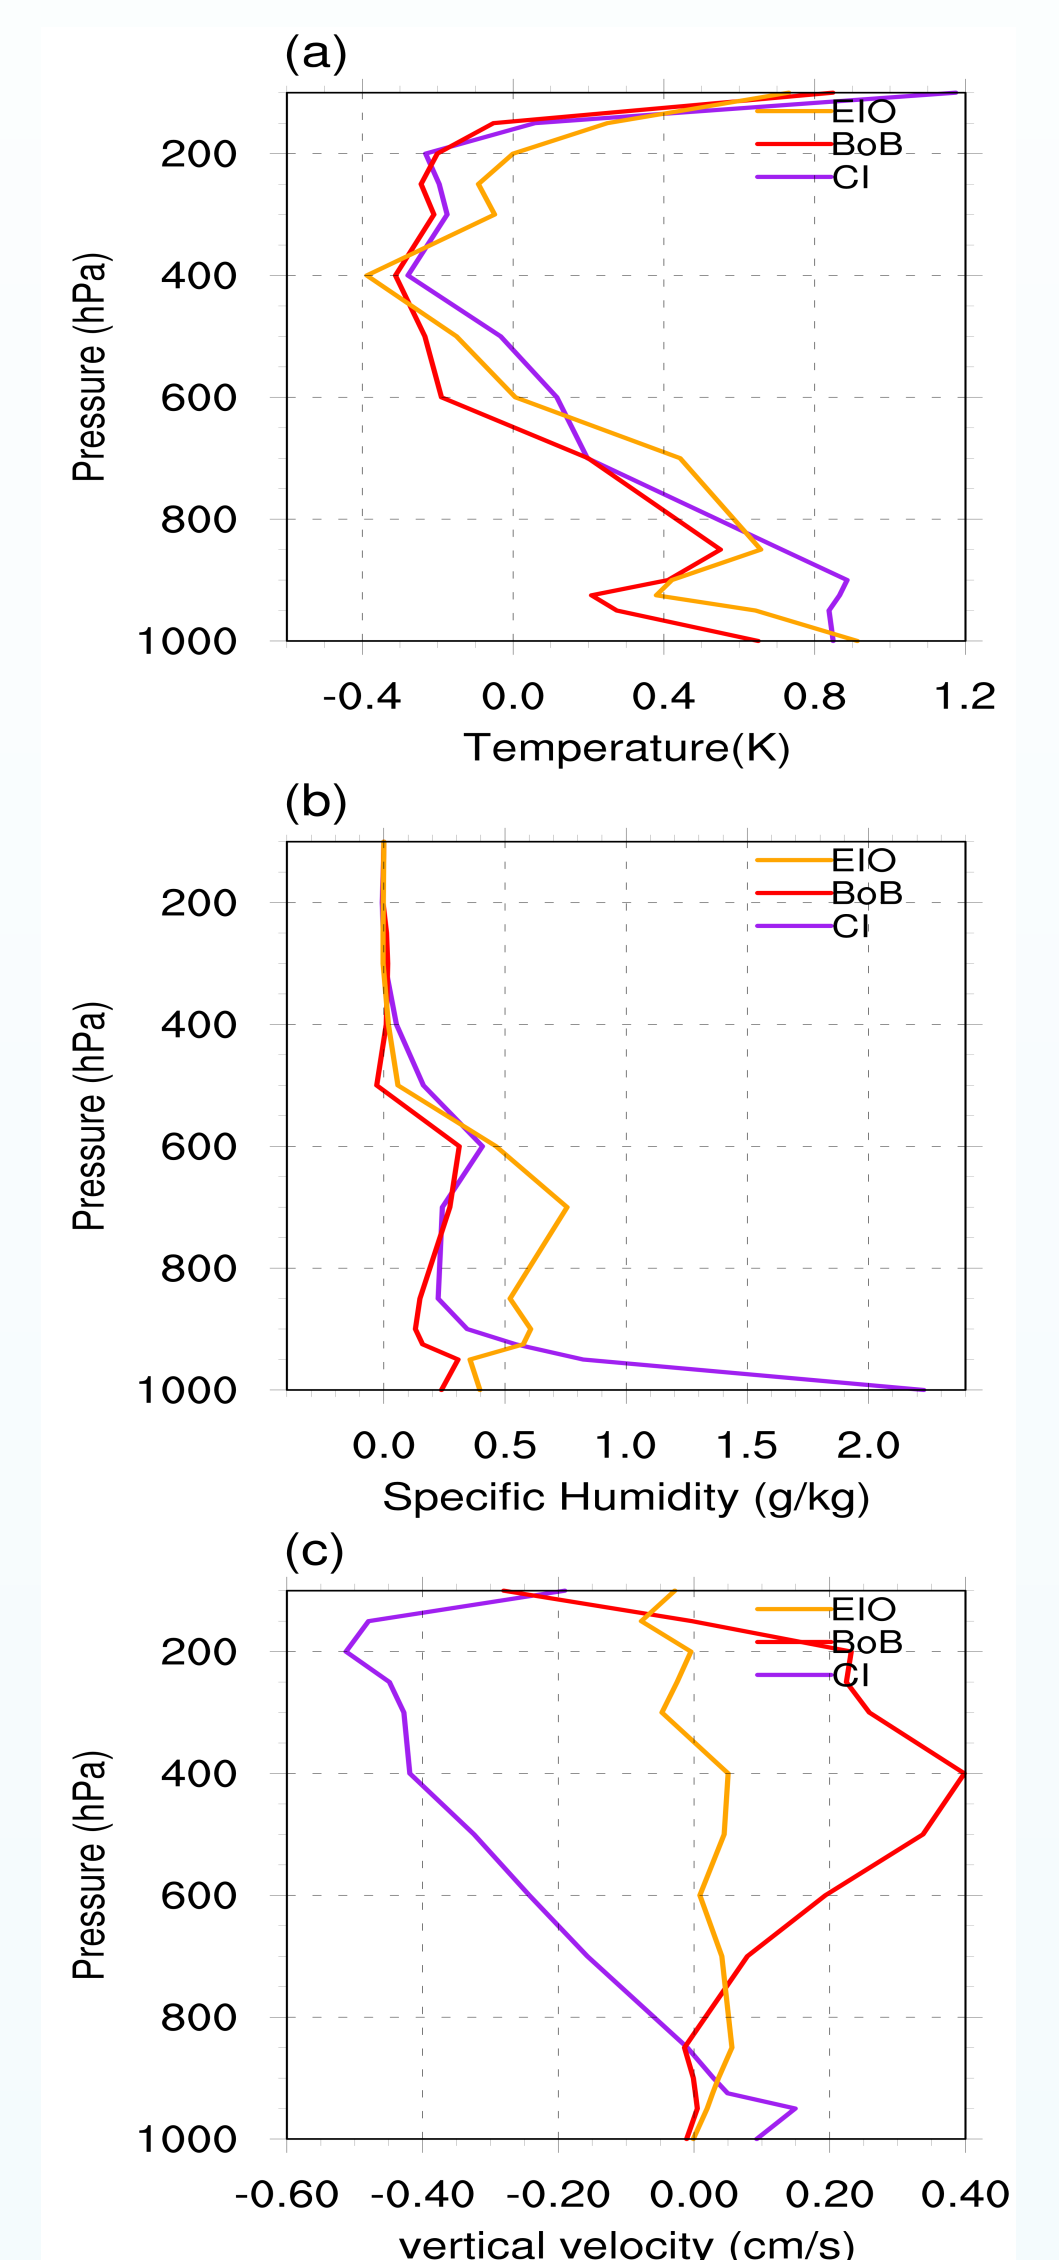 (a)
EIO
BoB
CI
200
400
600
800
1000
Pressure (hPa)
-0.4 0.0 0.4 0.8 1.2
Temperature(K)
(b)
EIO
BoB
CI
200
400
600
800
1000
Pressure (hPa)
0.0 0.5 1.0 1.5 2.0
Specific Humidity (g/kg)
(c)
EIO
BoB
CI
200
400
600
800
1000
Pressure (hPa)
-0.60 -0.40 -0.20 0.00 0.20 0.40
vertical velocity (cm/s)